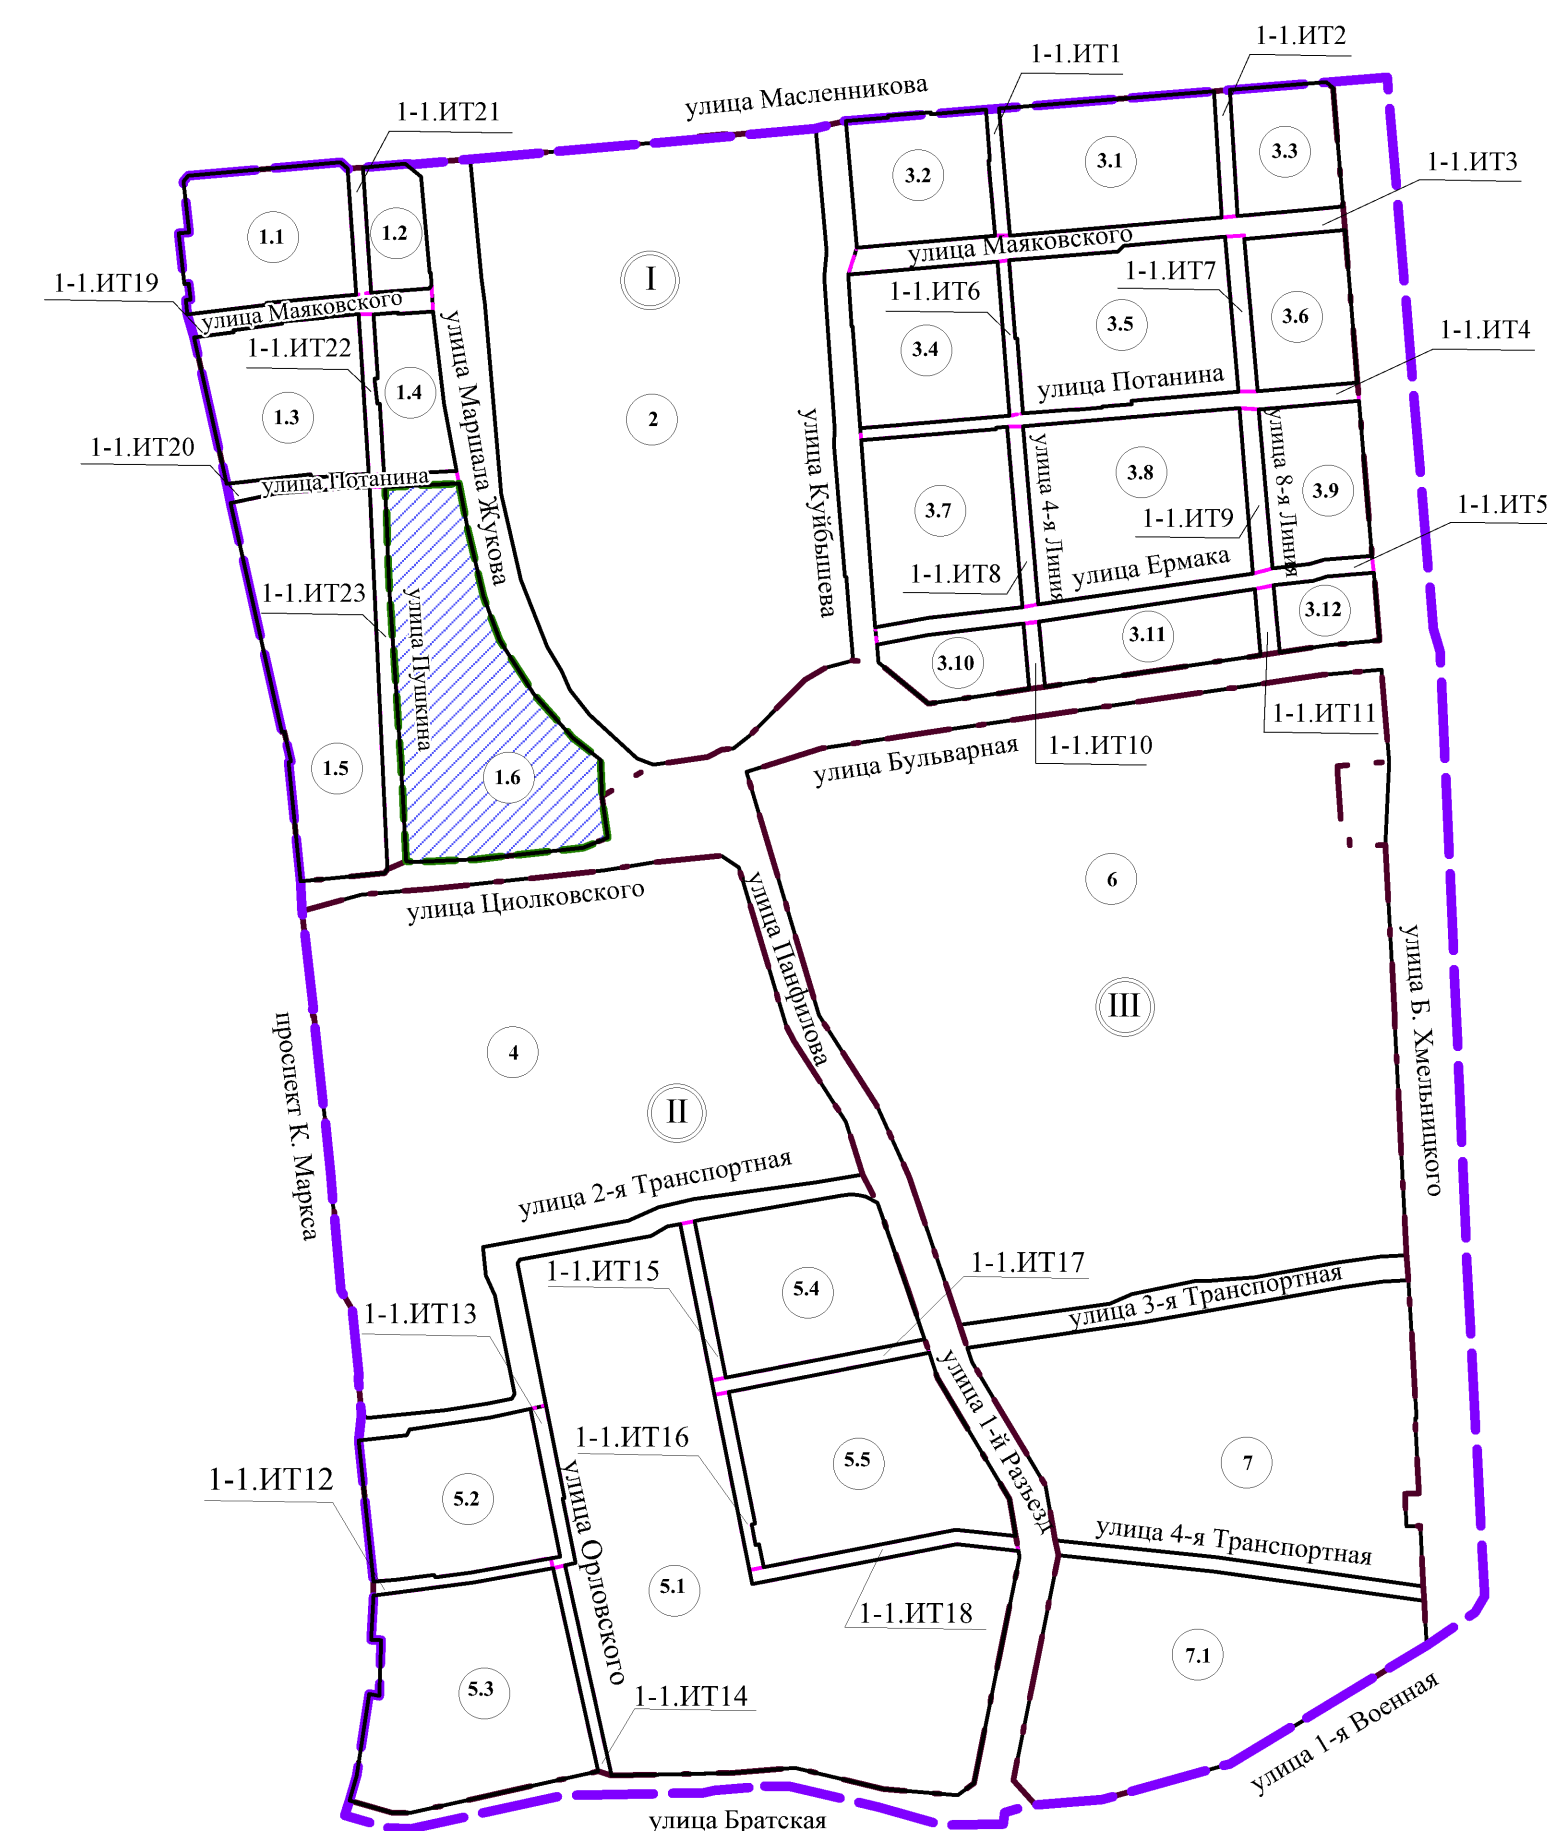 1-1.ИТ2
1-1.ИТ1
улица Масленникова
1-1.ИТ21
3.3
3.1
3.2
1-1.ИТ3
1.2
1.1
улица Маяковского
I
1-1.ИТ7
1-1.ИТ19
1-1.ИТ6
улица Маяковского
3.6
3.5
1-1.ИТ4
3.4
1-1.ИТ22
улица Маршала Жукова
1.4
улица Потанина
1.3
2
1-1.ИТ20
улица Куйбышева
улица 4-я Линия
улица 8-я Линия
3.8
3.9
улица Потанина
1-1.ИТ5
3.7
1-1.ИТ9
1-1.ИТ8
улица Ермака
1-1.ИТ23
улица Пушкина
3.12
3.11
3.10
1-1.ИТ11
1-1.ИТ10
улица Бульварная
1.5
1.6
6
улица Циолковского
улица Панфилова
улица Б. Хмельницкого
III
4
проспект К. Маркса
II
улица 2-я Транспортная
1-1.ИТ15
1-1.ИТ17
5.4
улица 3-я Транспортная
1-1.ИТ13
улица 1-й Разъезд
1-1.ИТ16
5.5
7
1-1.ИТ12
5.2
улица Орловского
улица 4-я Транспортная
5.1
1-1.ИТ18
7.1
5.3
1-1.ИТ14
улица 1-я Военная
улица Братская